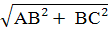 √AB² + BC²